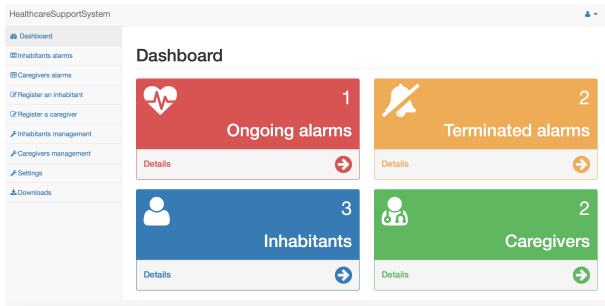 HealthcareSupportSystem
Dashboard
Inhabitants alarms
Caregivers alarms
Register an inhabitant
Register a caregiver
Inhabitants management
Caregivers management
Settings
Downloads
Dashboard
1
Ongoing alarms
Details
2
Terminated alarms
Details
3
Inhabitants
Details
2
Caregivers
Details